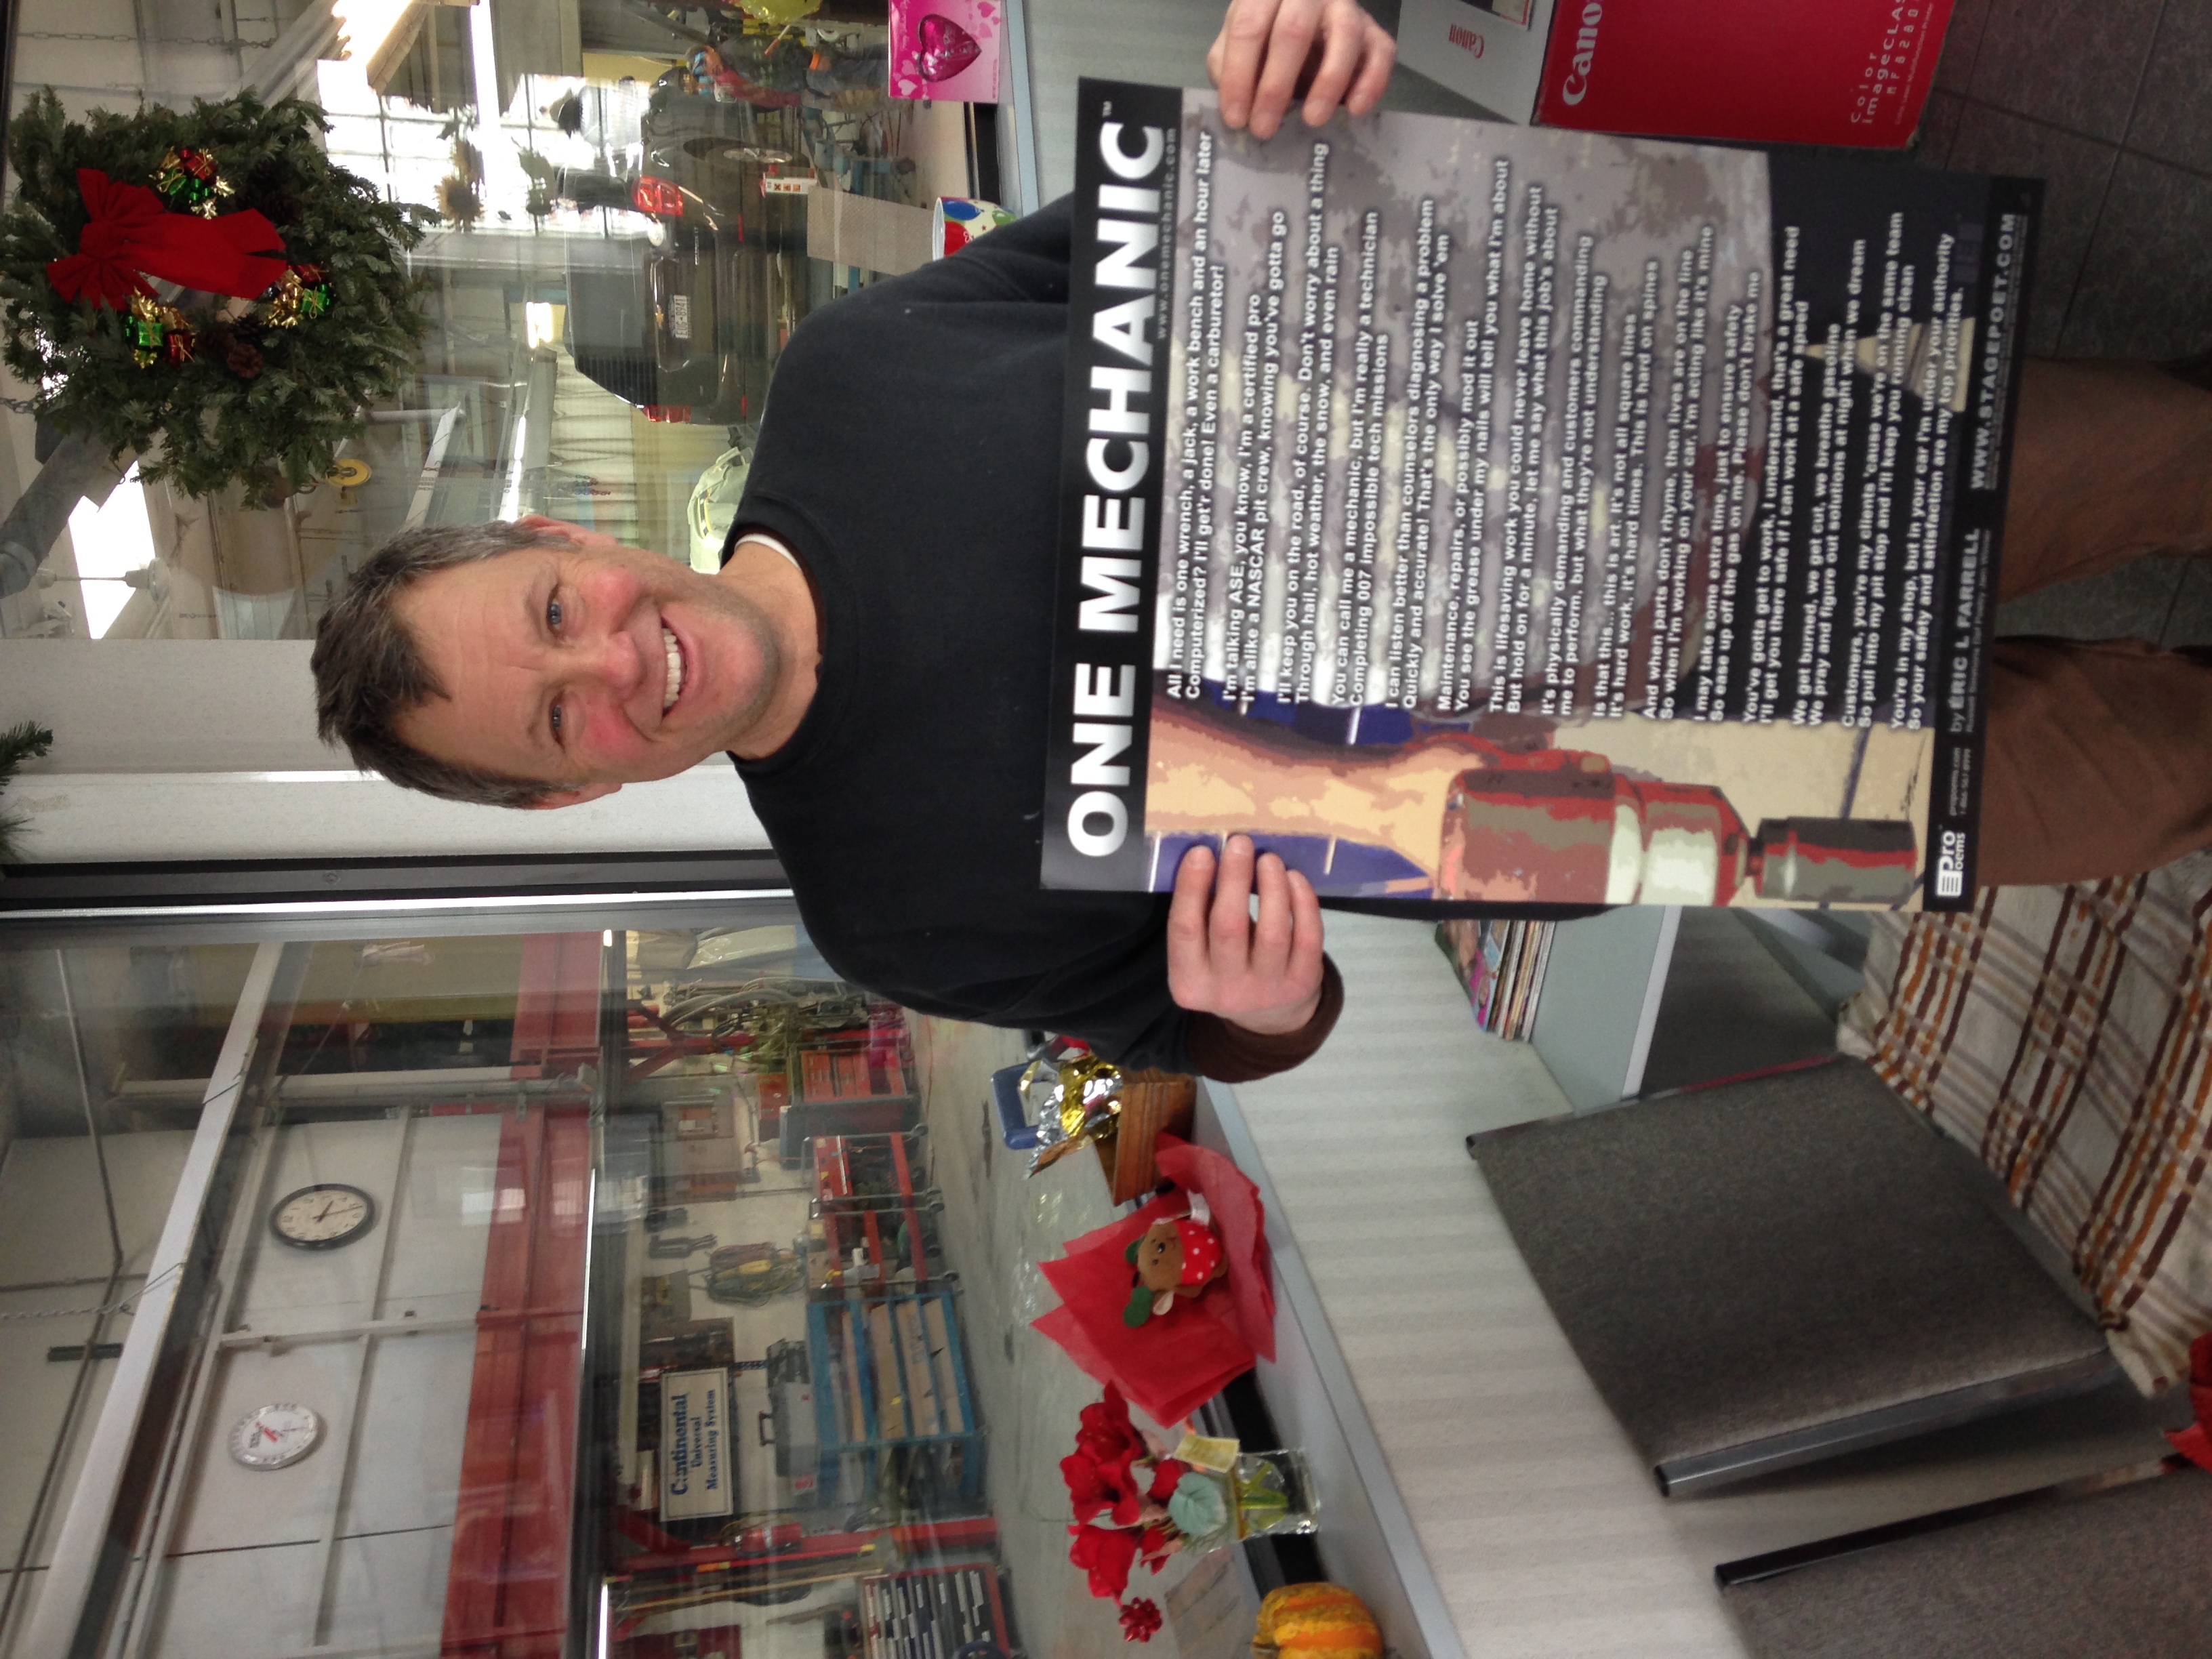 ONE MECHANIC™
www.onemechanic.com
All I need is one wrench, a jack, a work bench and an hour later
Computerized? I'll get'r done! Even a carburetor!
I'm talking ASE, you know, I'm a certified pro
I'm like a NASCAR pit crew, knowing you've gotta go
I'll keep you on the road, of course. Don't worry about a thing
Through hail, hot weather, the snow, and even rain
You can call me a mechanic, but I'm really a technician
Completing 007 impossible tech missions
I can listen better than counselors diagnosing a problem
Quickly and accurate! That's the only way I solve 'em
Maintenance, repairs, or possibly mod it out
You see the grease under my nails will tell you what I'm about
This is lifesaving work you could never leave home without
But hold on for a minute, let me say what this job's about
It's physically demanding and customers commanding
me to perform, but what they're not understanding
Is that this... this is art. It's not all square lines
It's hard work, it's hard times. This is hard on spines
And when parts don't rhyme, then lives are on the line
So when I'm working on your car, I'm acting like it's mine
I may take some extra time, just to ensure safety
So ease up off the gas on me. Please don't brake me
You've gotta get to work, I understand, that's a great need
I'll get you there safe if I can work at a safe speed
We get burned, we get cut, we breathe gasoline
We pray and figure out solutions at night when we dream
Customers, you're my clients 'cause we're on the same team
So pull into my pit stop and I'll keep you running clean
You're in my shop, but in your car I'm under your authority
So your safety and satisfaction are my top priorities.
Pro
oems
by ERIC L FARRELL
WWW.STAGEPOET.COM
Continental
Universal
Measuring System
Canon
Canon
Color
imageCLASS
MF8280